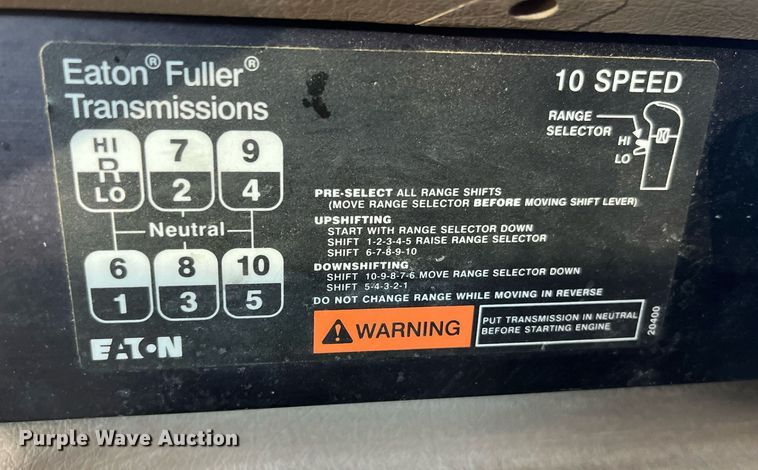 Eaton® Fuller®
Transmissions
10 SPEED
RANGE
SELECTOR
HI
LO
HI
R
LO
7
2
9
4
Neutral
6
1
8
3
10
5
PRE-SELECT ALL RANGE SHIFTS
(MOVE RANGE SELECTOR BEFORE MOVING SHIFT LEVER)
UPSHIFTING
START WITH RANGE SELECTOR DOWN
SHIFT 1-2-3-4-5 RAISE RANGE SELECTOR
SHIFT 6-7-8-9-10
DOWNSHIFTING
SHIFT 10-9-8-7-6 MOVE RANGE SELECTOR DOWN
SHIFT 5-4-3-2-1
DO NOT CHANGE RANGE WHILE MOVING IN REVERSE
WARNING
PUT TRANSMISSION IN NEUTRAL
BEFORE STARTING ENGINE
20400
EATON
Purple Wave Auction